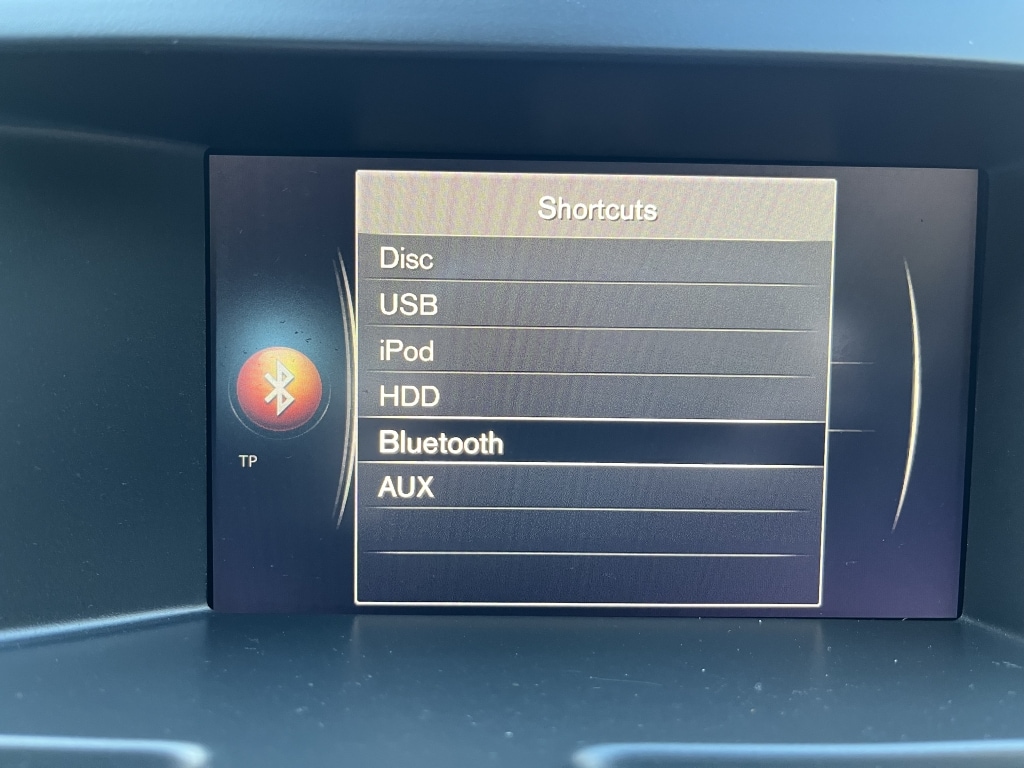 Shortcuts
Disc
USB
iPod
HDD
Bluetooth
AUX
TP